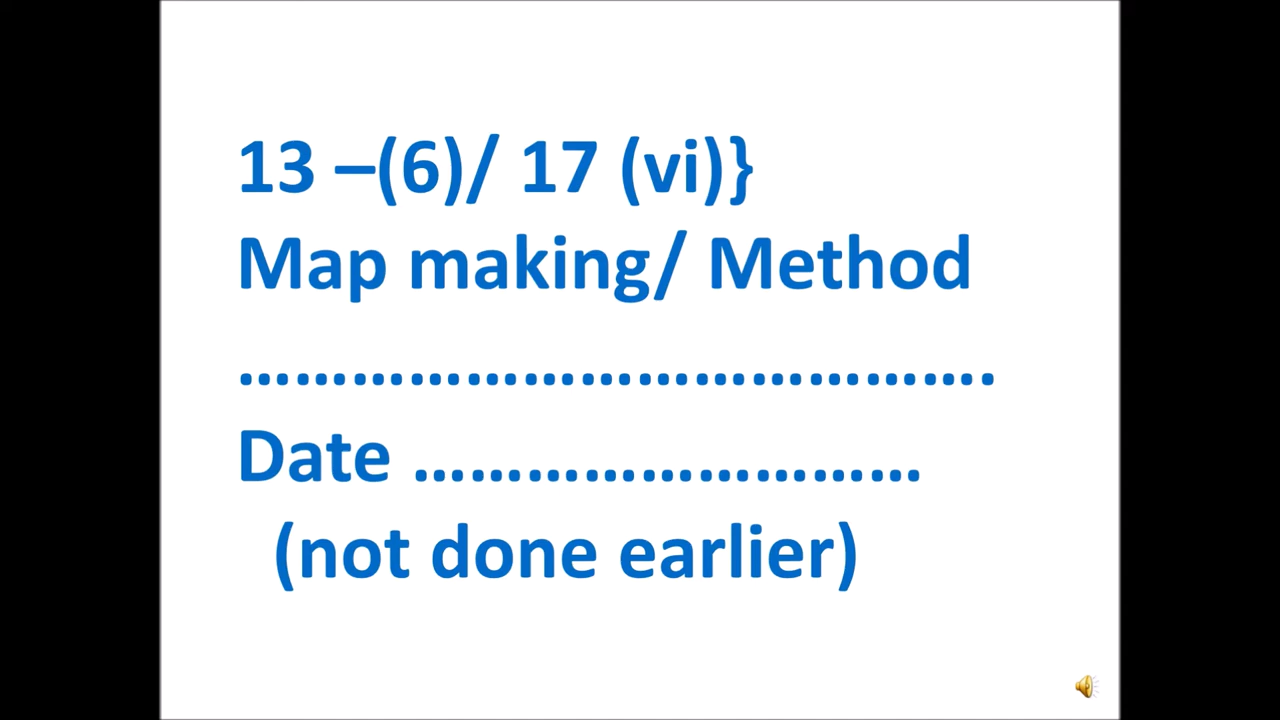 13 –(6)/ 17 (vi)}
Map making/ Method
……………………………………….
Date ………………………
(not done earlier)